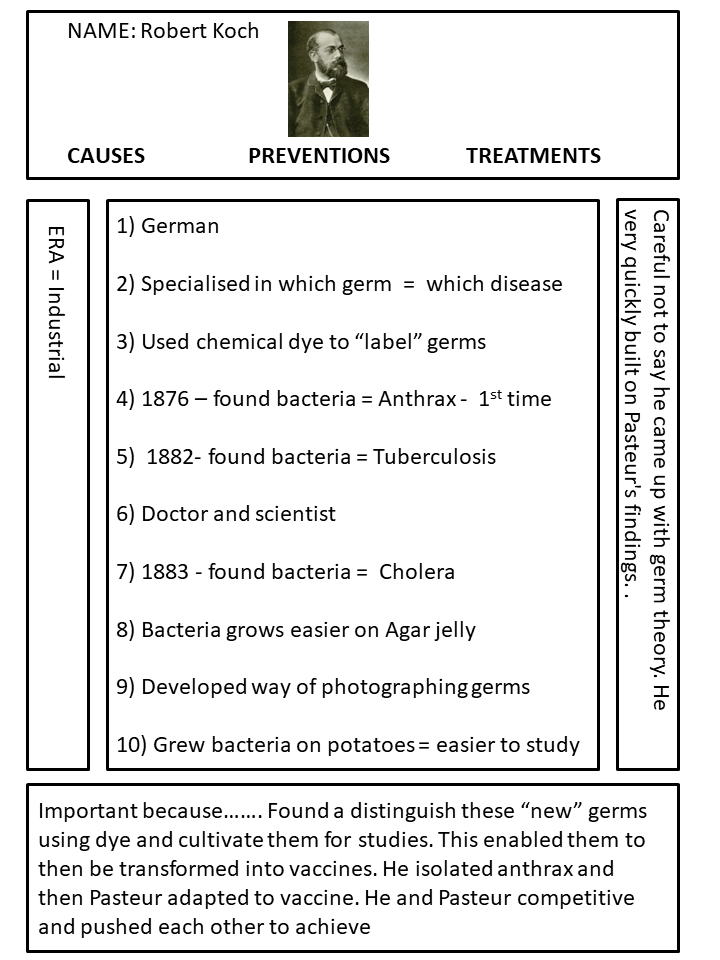 NAME: Robert Koch
CAUSES PREVENTIONS TREATMENTS
ERA = Industrial
1) German
2) Specialised in which germ = which disease
3) Used chemical dye to “label” germs
4) 1876 – found bacteria = Anthrax - 1st time
5) 1882- found bacteria = Tuberculosis
6) Doctor and scientist
7) 1883 - found bacteria = Cholera
8) Bacteria grows easier on Agar jelly
9) Developed way of photographing germs
10) Grew bacteria on potatoes = easier to study
Careful not to say he came up with germ theory. He
very quickly built on Pasteur's findings. .
Important because……. Found a distinguish these “new” germs
using dye and cultivate them for studies. This enabled them to
then be transformed into vaccines. He isolated anthrax and
then Pasteur adapted to vaccine. He and Pasteur competitive
and pushed each other to achieve